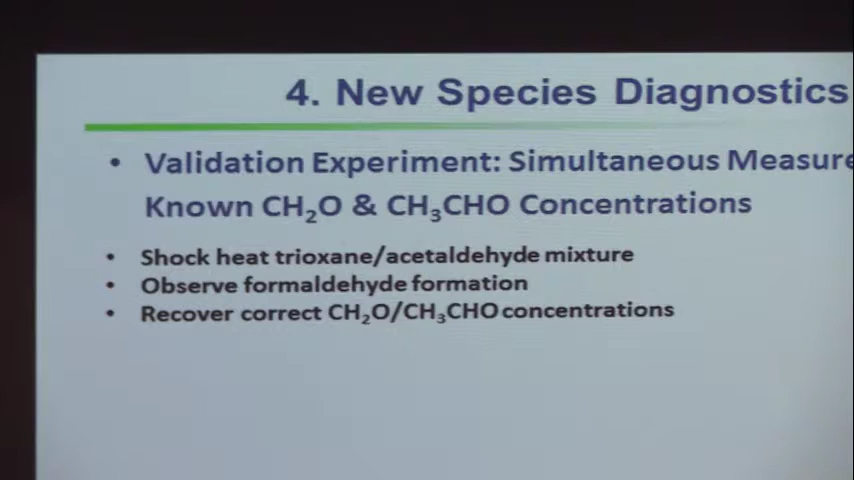 4. New Species Diagnostics
• Validation Experiment: Simultaneous Measure
Known CH₂O & CH₃CHO Concentrations
• Shock heat trioxane/acetaldehyde mixture
• Observe formaldehyde formation
• Recover correct CH₂O/CH₃CHO concentrations